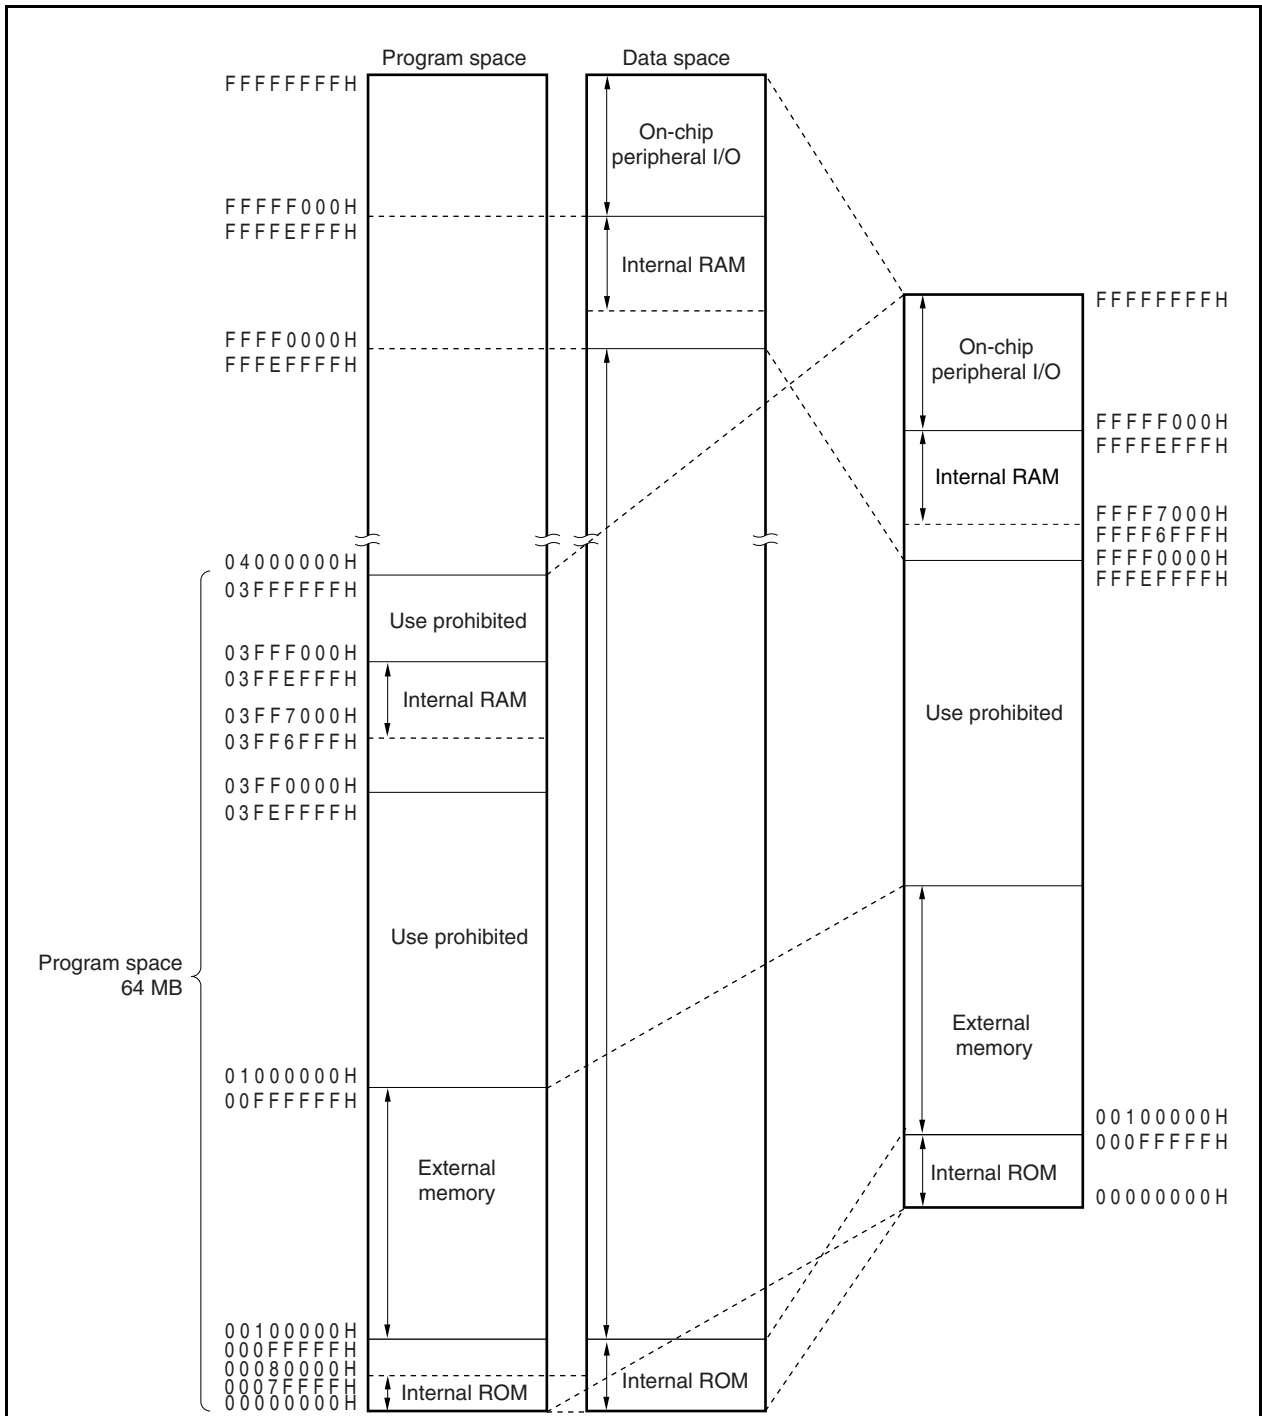 Program space
Data space
FFFFFFFFH
On-chip
peripheral I/O
FFFFF000H
FFFFEFFFH
Internal RAM
FFFF0000H
FFFEFFFFH
04000000H
03FFFFFFH
Use prohibited
03FFF000H
03FFEFFFH
Internal RAM
03FF7000H
03FF6FFFH
03FF0000H
03FEFFFFH
Use prohibited
Program space
64 MB
01000000H
00FFFFFFH
External
memory
00100000H
000FFFFFH
00080000H
0007FFFFH
00000000H
Internal ROM
Internal ROM
FFFFFFFFH
On-chip
peripheral I/O
FFFFF000H
FFFFEFFFH
Internal RAM
FFFF7000H
FFFF6FFFH
FFFF0000H
FFFEFFFFH
Use prohibited
External
memory
00100000H
000FFFFFH
Internal ROM
00000000H